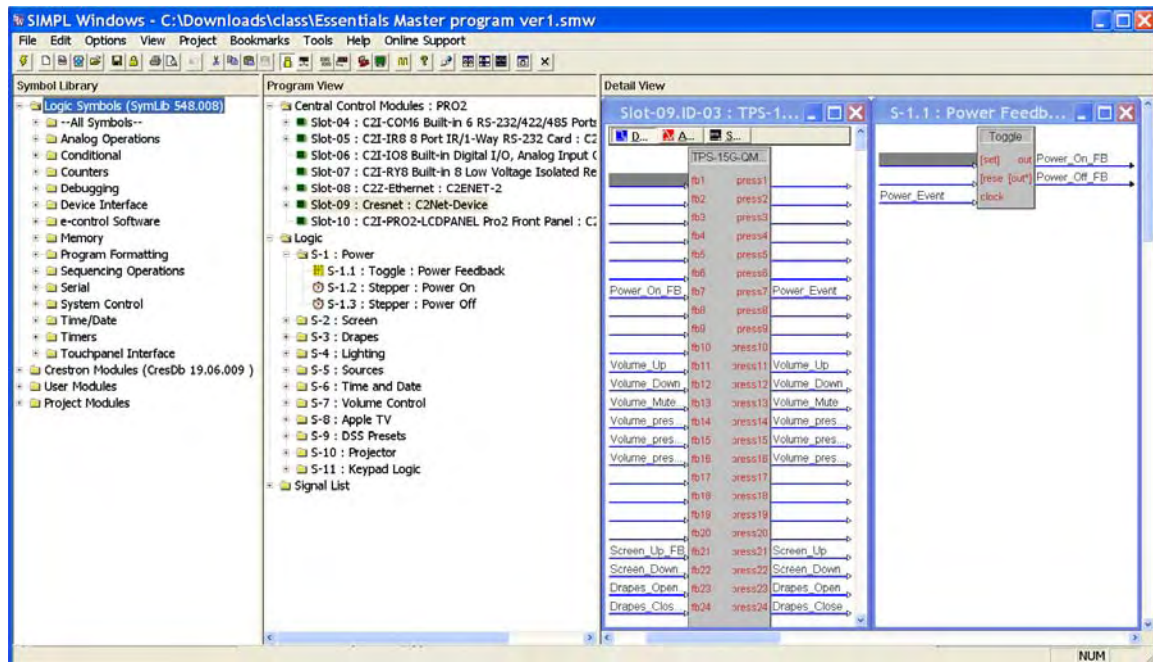 SIMPL Windows - C:\Downloads\class\Essentials Master program ver1.smw
File Edit Options View Project Bookmarks Tools Help Online Support
Symbol Library
Logic Symbols (SymLib 548.008)
--All Symbols--
Analog Operations
Conditional
Counters
Debugging
Device Interface
e-control Software
Memory
Program Formatting
Sequencing Operations
Serial
System Control
Time/Date
Timers
Touchpanel Interface
Crestron Modules (CresDb 19.06.009 )
User Modules
Project Modules
Program View
Central Control Modules : PRO2
Slot-04 : C2I-COM6 Built-in 6 RS-232/422/485 Ports
Slot-05 : C2I-IR8 8 Port IR/1-Way RS-232 Card : C2
Slot-06 : C2I-IO8 Built-in Digital I/O, Analog Input (
Slot-07 : C2I-RY8 Built-in 8 Low Voltage Isolated Re
Slot-08 : C2Z-Ethernet : C2ENET-2
Slot-09 : Cresnet : C2Net-Device
Slot-10 : C2I-PRO2-LCDPANEL Pro2 Front Panel : C2
Logic
S-1 : Power
S-1.1 : Toggle : Power Feedback
S-1.2 : Stepper : Power On
S-1.3 : Stepper : Power Off
S-2 : Screen
S-3 : Drapes
S-4 : Lighting
S-5 : Sources
S-6 : Time and Date
S-7 : Volume Control
S-8 : Apple TV
S-9 : DSS Presets
S-10 : Projector
S-11 : Keypad Logic
Signal List
Detail View
Slot-09.ID-03 : TPS-1...
D... A... S...
TPS-15G-QM...
fb1 press1
fb2 press2
fb3 press3
fb4 press4
fb5 press5
fb6 press6
Power_On_FB fb7 press7 Power_Event
fb8 press8
fb9 press9
fb10 press10
Volume_Up fb11 press11 Volume_Up
Volume_Down fb12 press12 Volume_Down
Volume_Mute fb13 press13 Volume_Mute
Volume_pres... fb14 press14 Volume_pres...
Volume_pres... fb15 press15 Volume_pres...
Volume_pres... fb16 press16 Volume_pres...
fb17 press17
fb18 press18
fb19 press19
fb20 press20
Screen_Up_FB fb21 press21 Screen_Up
Screen_Down... fb22 press22 Screen_Down
Drapes_Open... fb23 press23 Drapes_Open
Drapes_Clos... fb24 press24 Drapes_Close
S-1.1 : Power Feedb...
Toggle
[set] out Power_On_FB
[rese [out*] Power_Off_FB
Power_Event clock
NUM